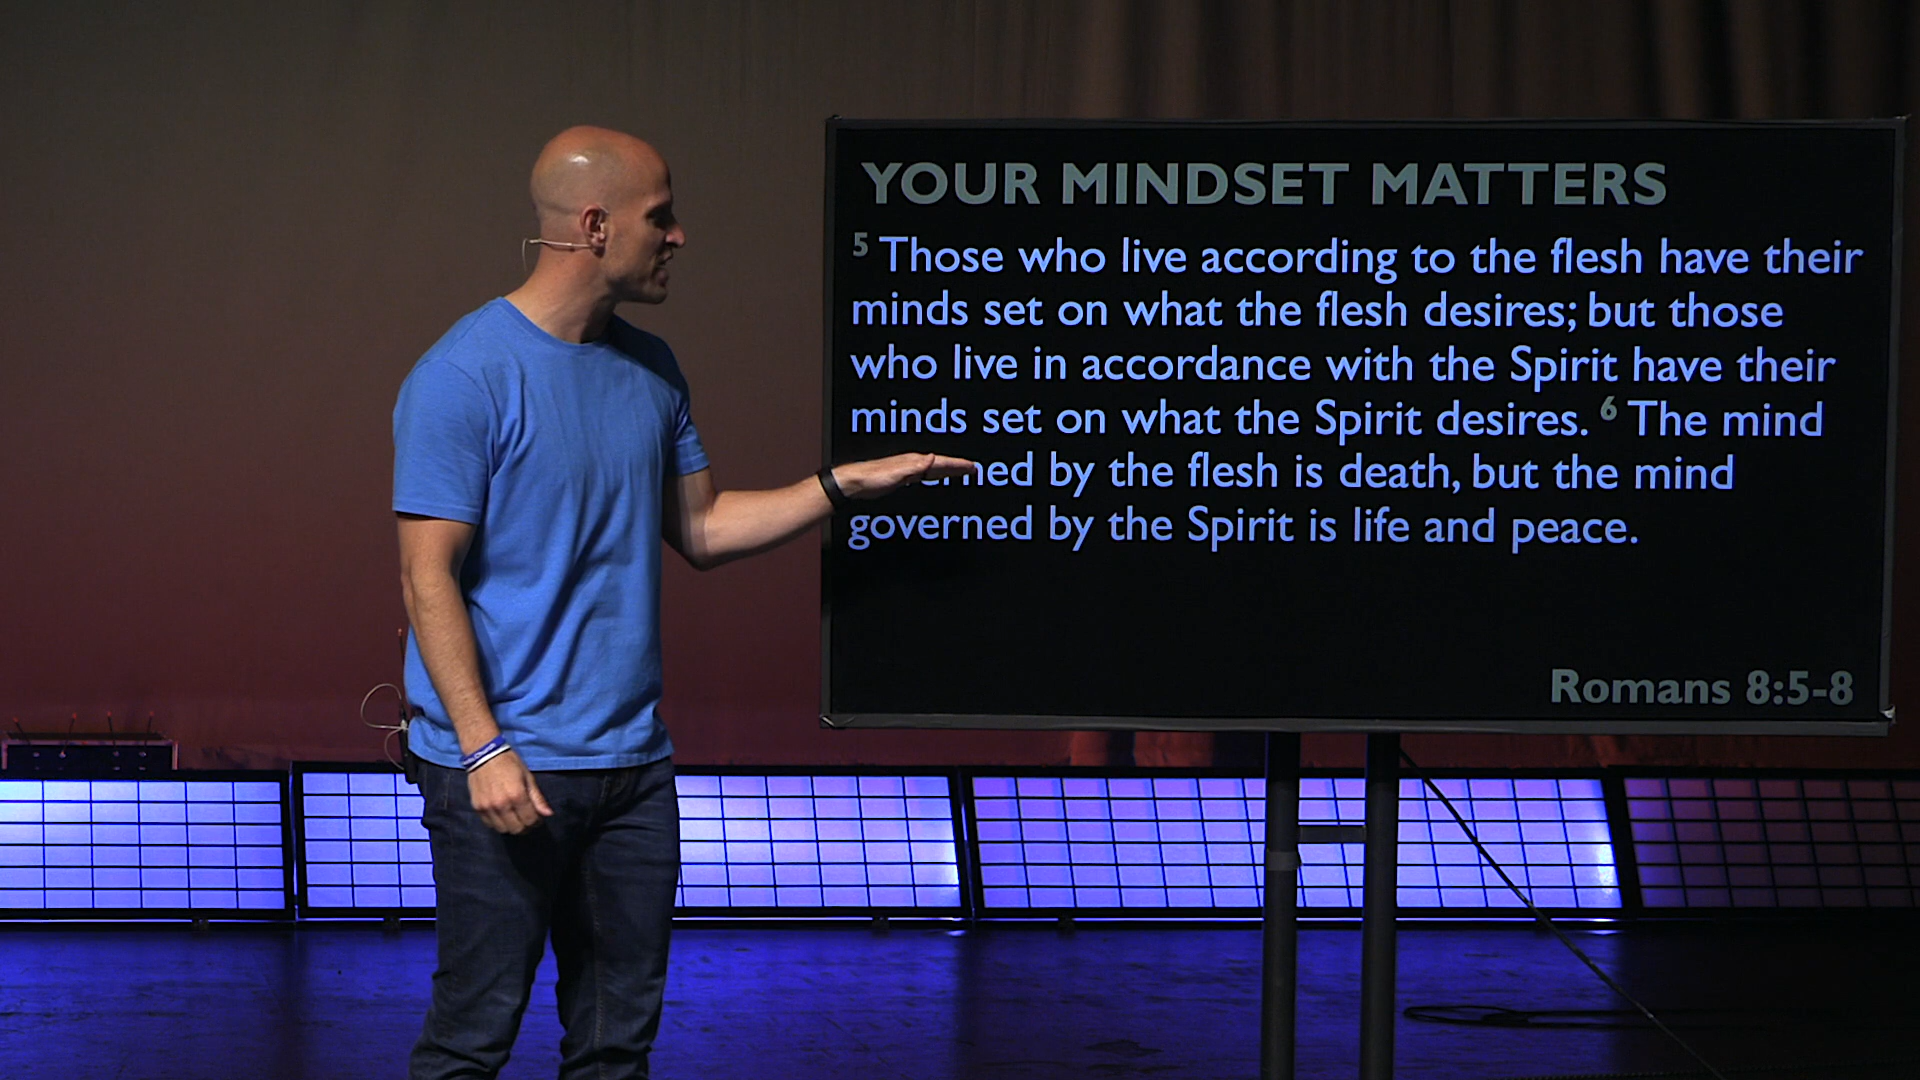 YOUR MINDSET MATTERS
5 Those who live according to the flesh have their
minds set on what the flesh desires; but those
who live in accordance with the Spirit have their
minds set on what the Spirit desires. 6 The mind
by the flesh is death, but the mind
governed by the Spirit is life and peace.
Romans 8:5-8